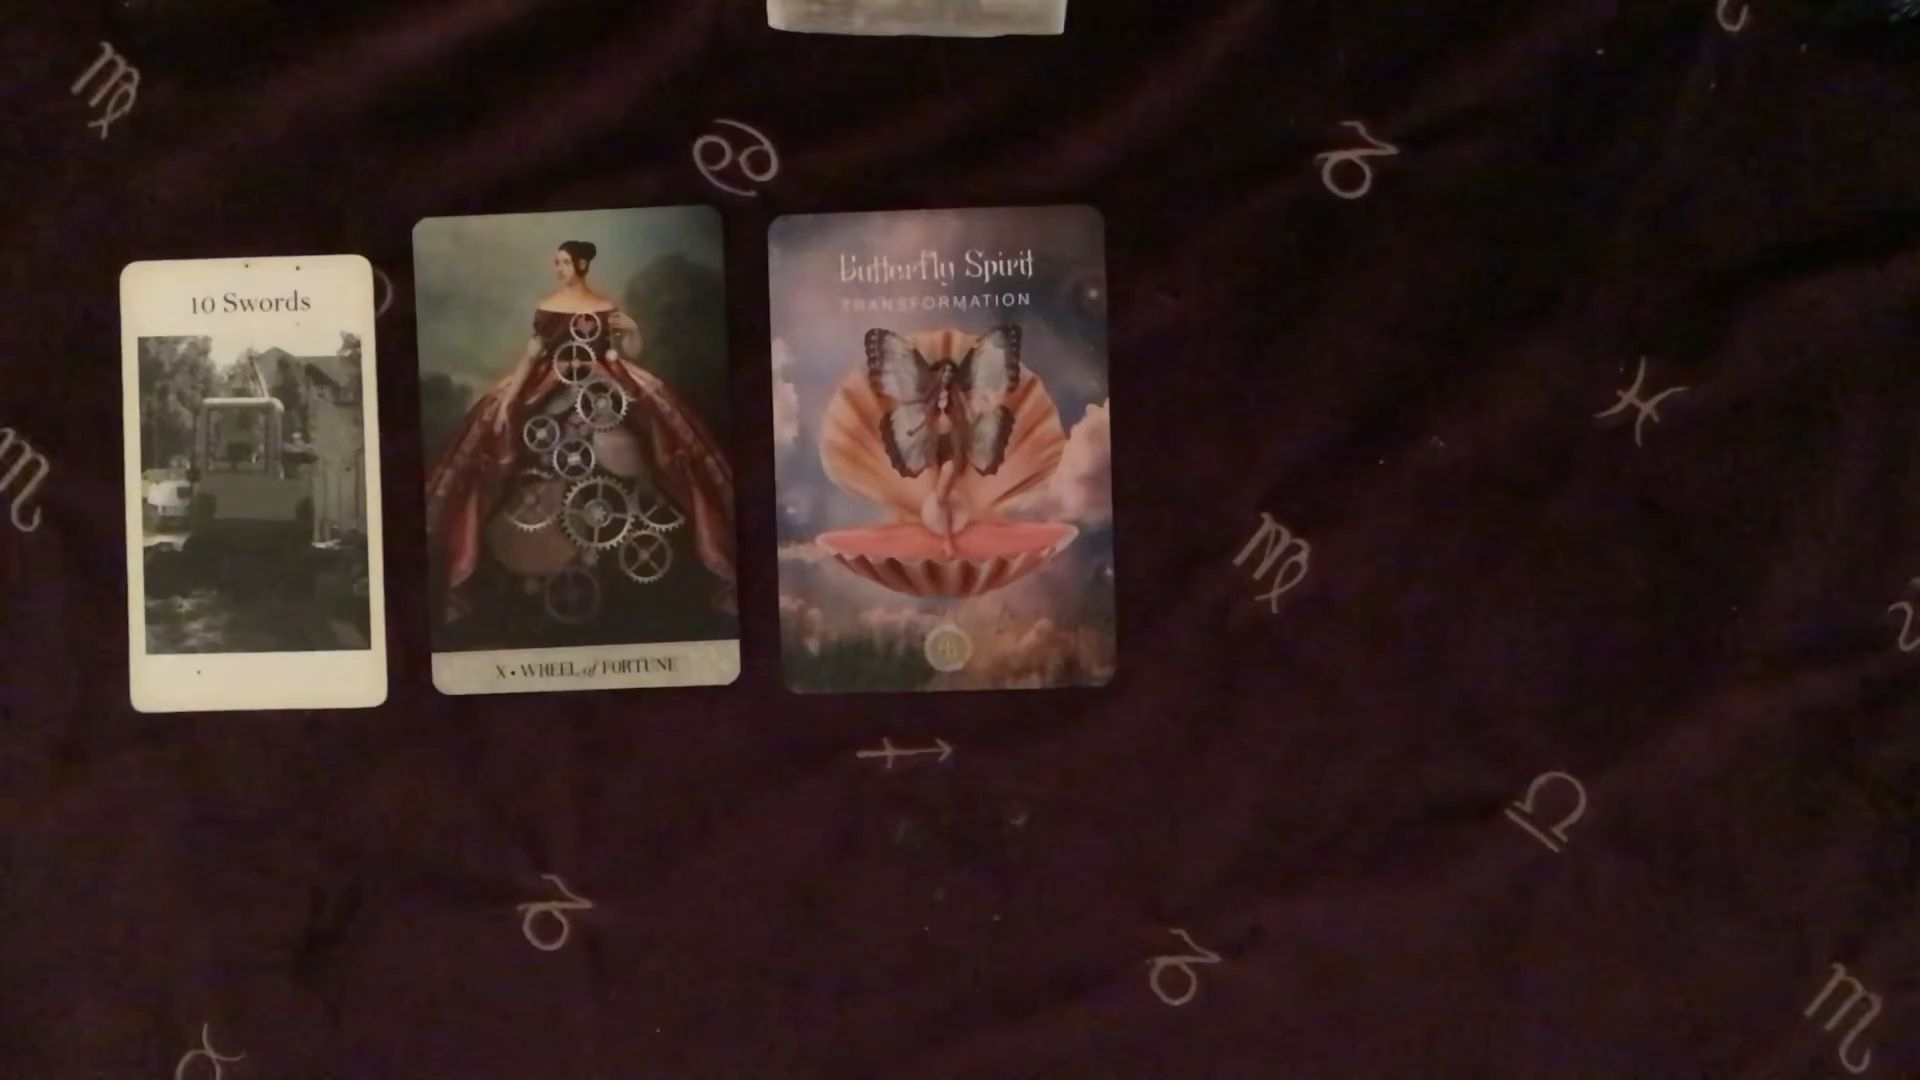 10 Swords
X • WHEEL of FORTUNE
Butterfly Spirit
TRANSFORMATION